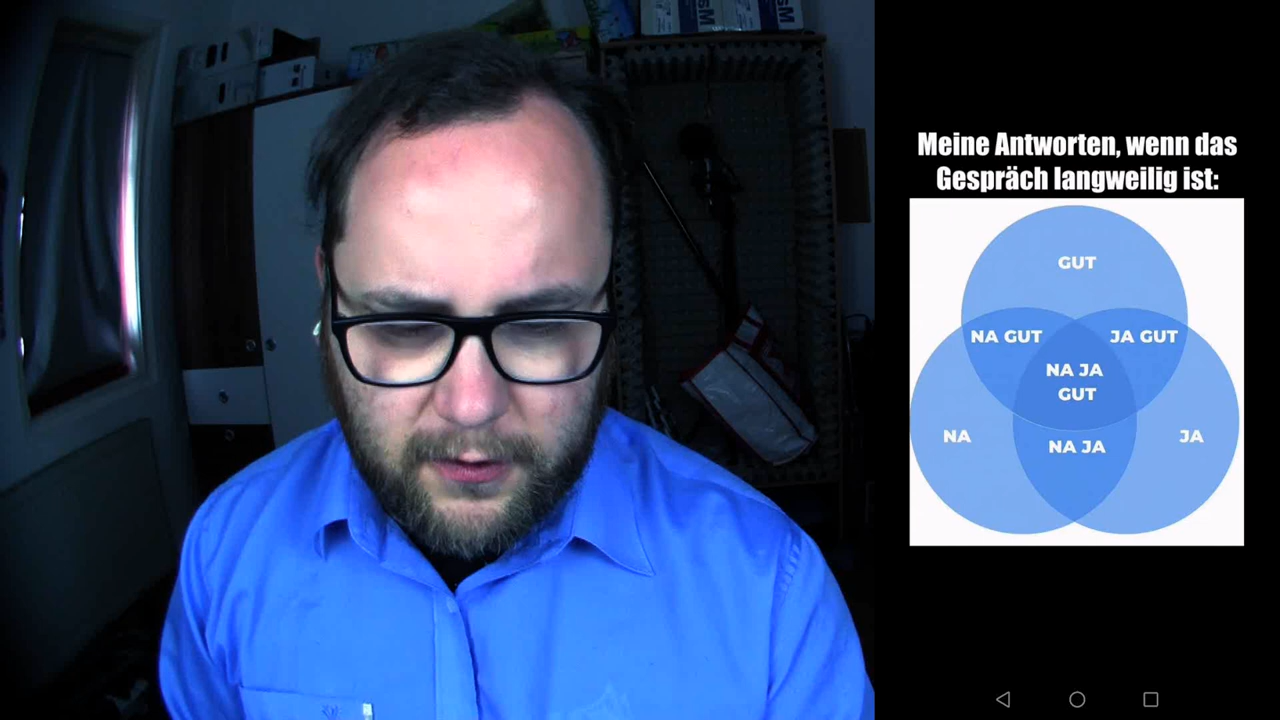 Meine Antworten, wenn das
Gespräch langweilig ist:
GUT
NA GUT
JA GUT
NA JA
GUT
NA
JA
NA JA